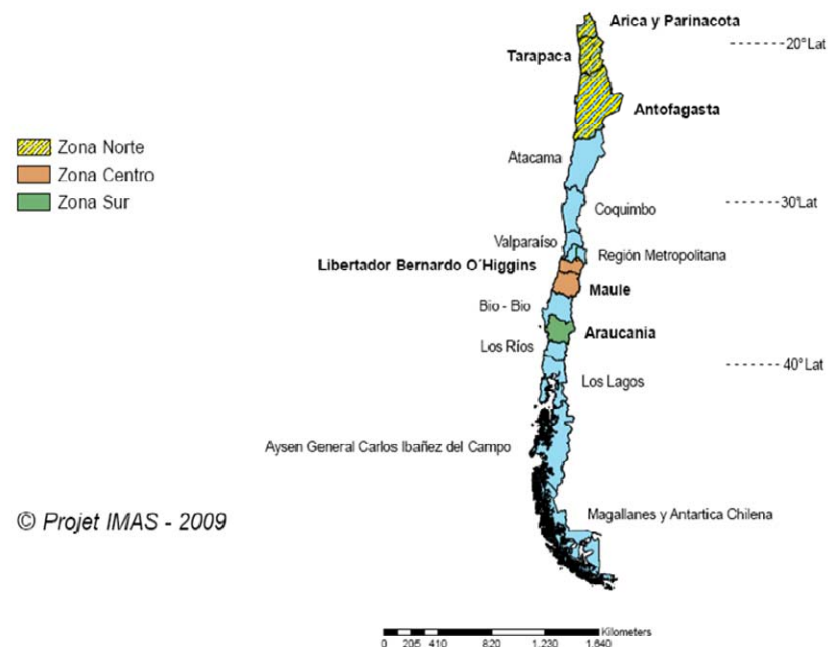 Arica y Parinacota
20° Lat
Tarapaca
Antofagasta
Zona Norte
Zona Centro
Zona Sur
Atacama
Coquimbo
30° Lat
Valparaíso
Región Metropolitana
Libertador Bernardo O´Higgins
Maule
Bio - Bio
Araucania
Los Ríos
40° Lat
Los Lagos
Aysen General Carlos Ibañez del Campo
Magallanes y Antartica Chilena
© Projet IMAS - 2009
Kilometers
0 205 410 820 1.230 1.640